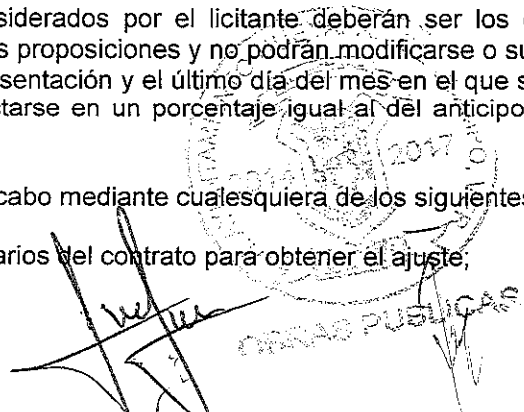 siderados por el licitante deberán ser los
s proposiciones y no podrán modificarse o su
sentación y el último día del mes en el que s
ctarse en un porcentaje igual al del anticipo
cabo mediante cualesquiera de los siguientes
arios del contrato para obtener el ajuste;
2017
OBRAS PUBLICAS